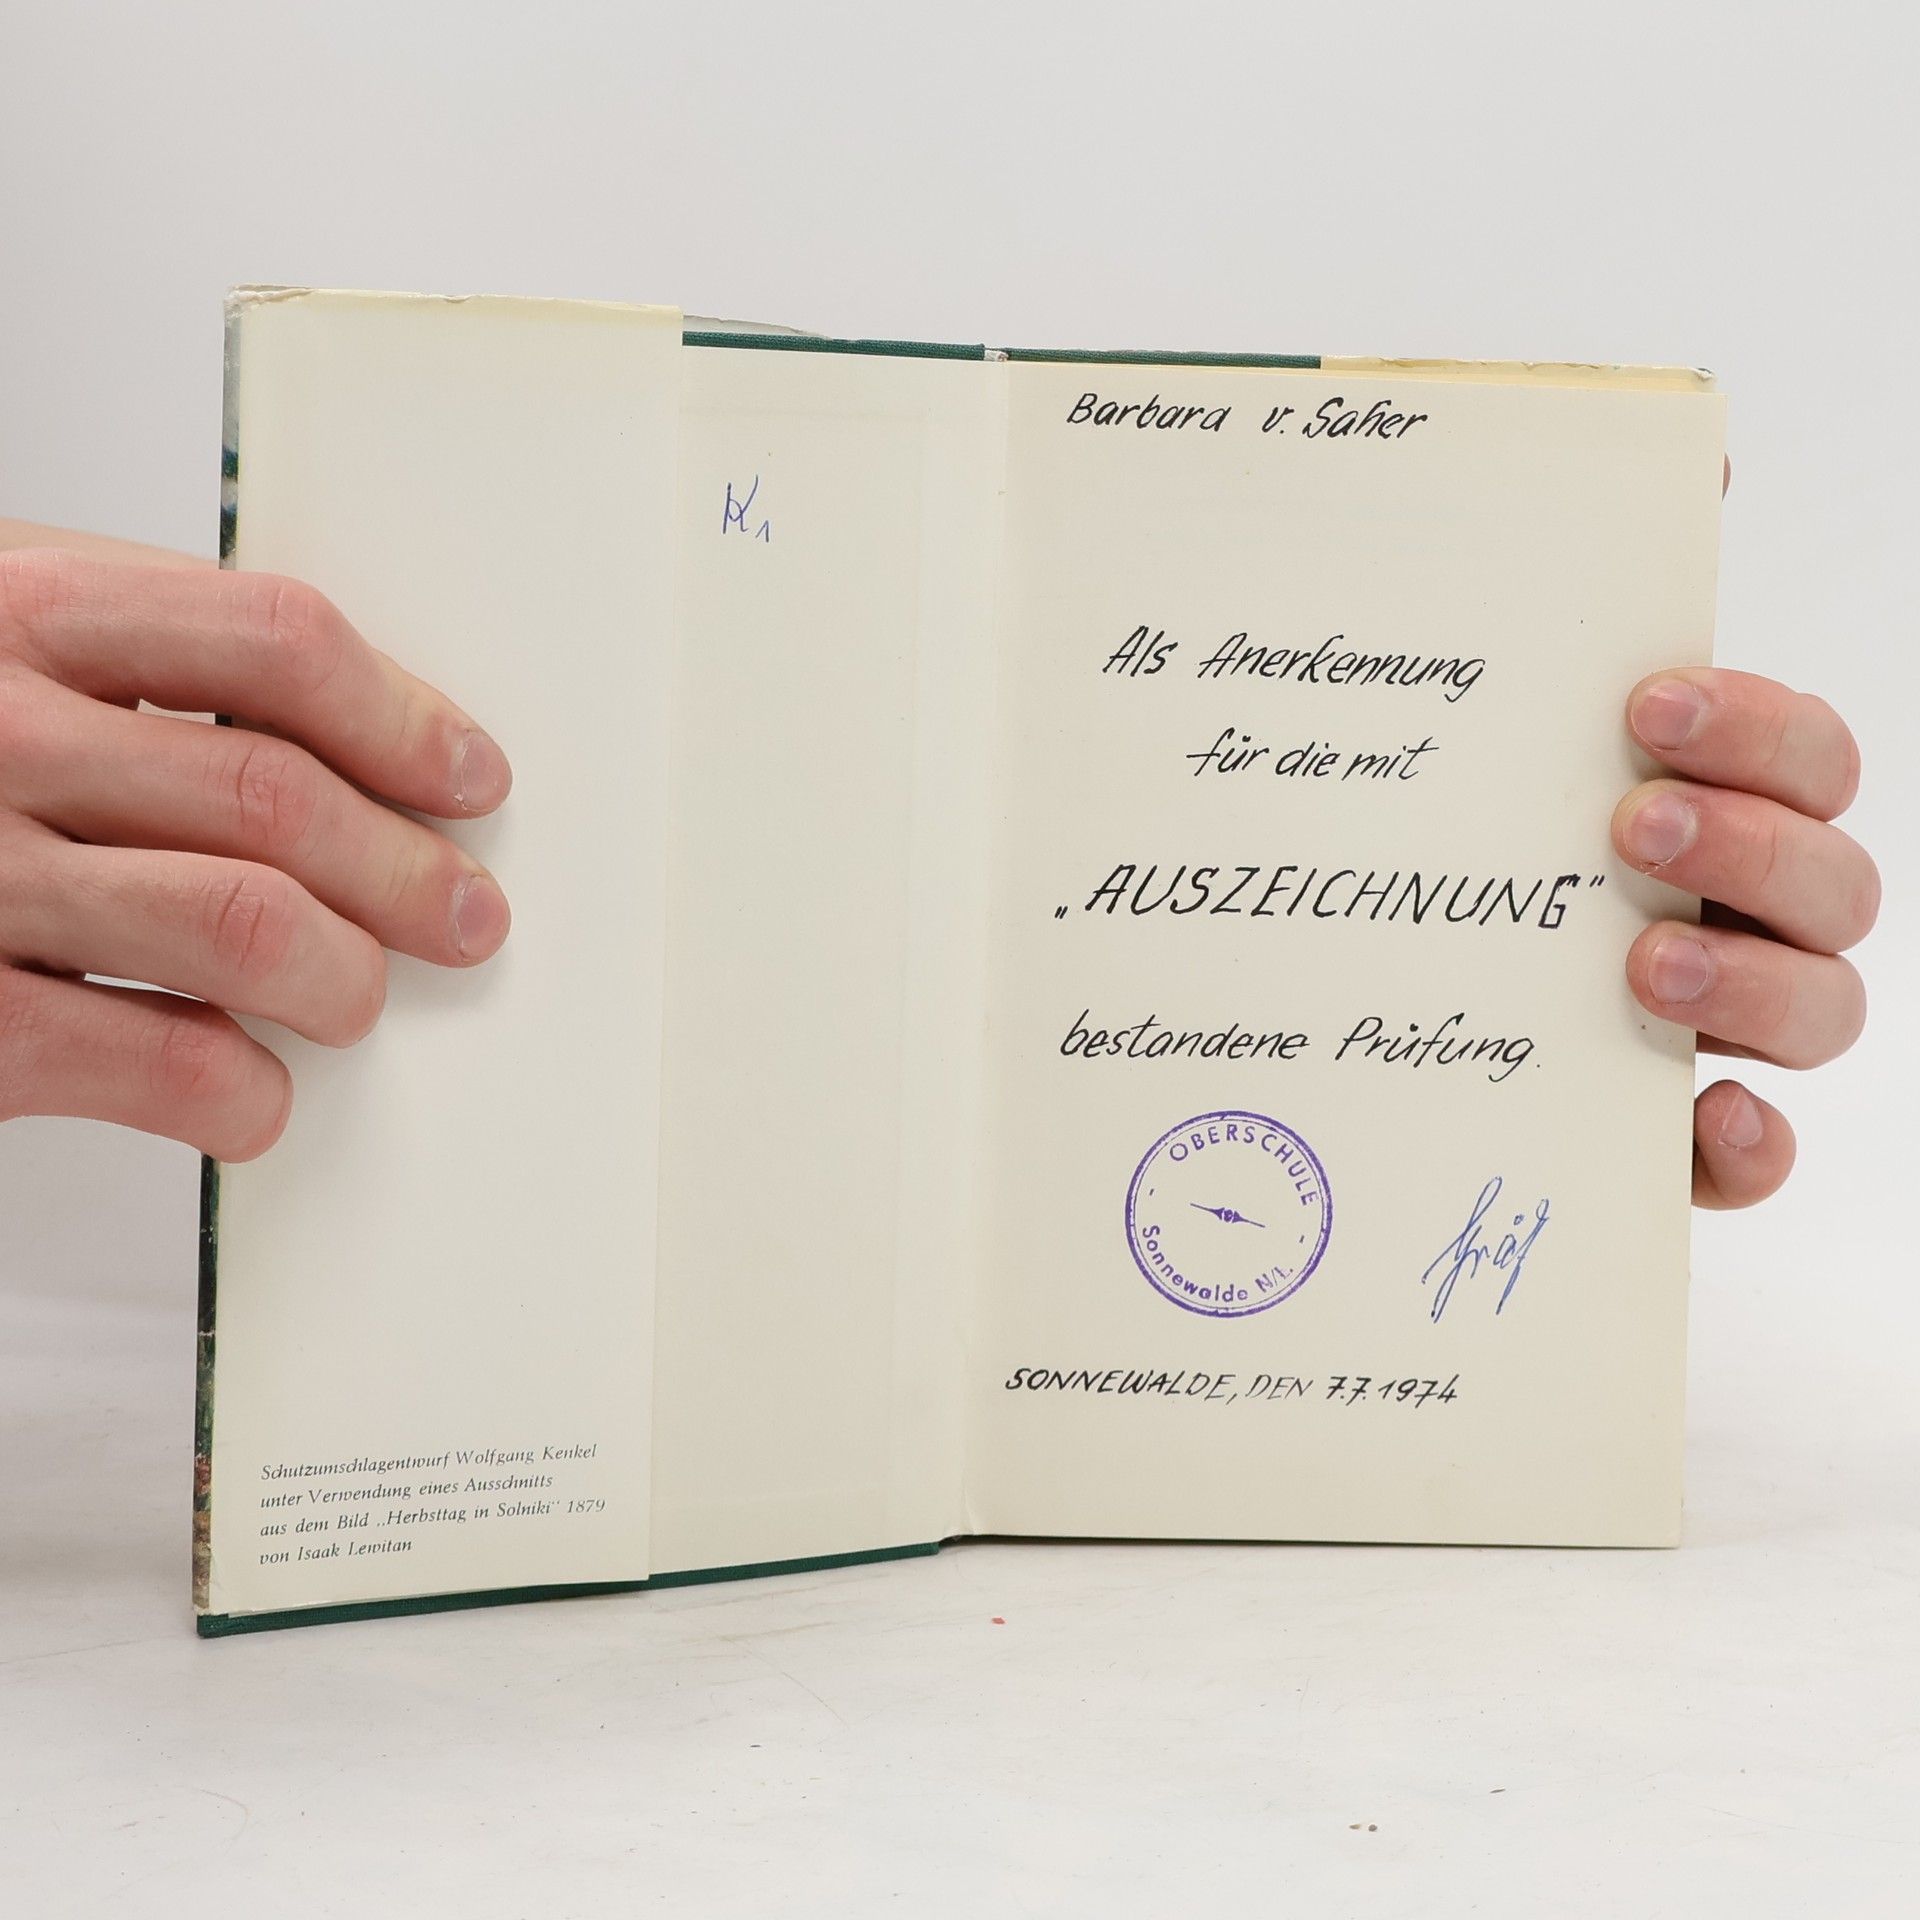 K1
Schutzumschlagentwurf Wolfgang Kenkel
unter Verwendung eines Ausschnitts
aus dem Bild „Herbsttag in Solniki“ 1879
von Isaak Lewitan
Barbara v. Saher
Als Anerkennung
für die mit
„AUSZEICHNUNG“
bestandene Prüfung.
OBERSCHULE
Sonnewalde N/L.
Gräf
SONNEWALDE, DEN 7.7.1974